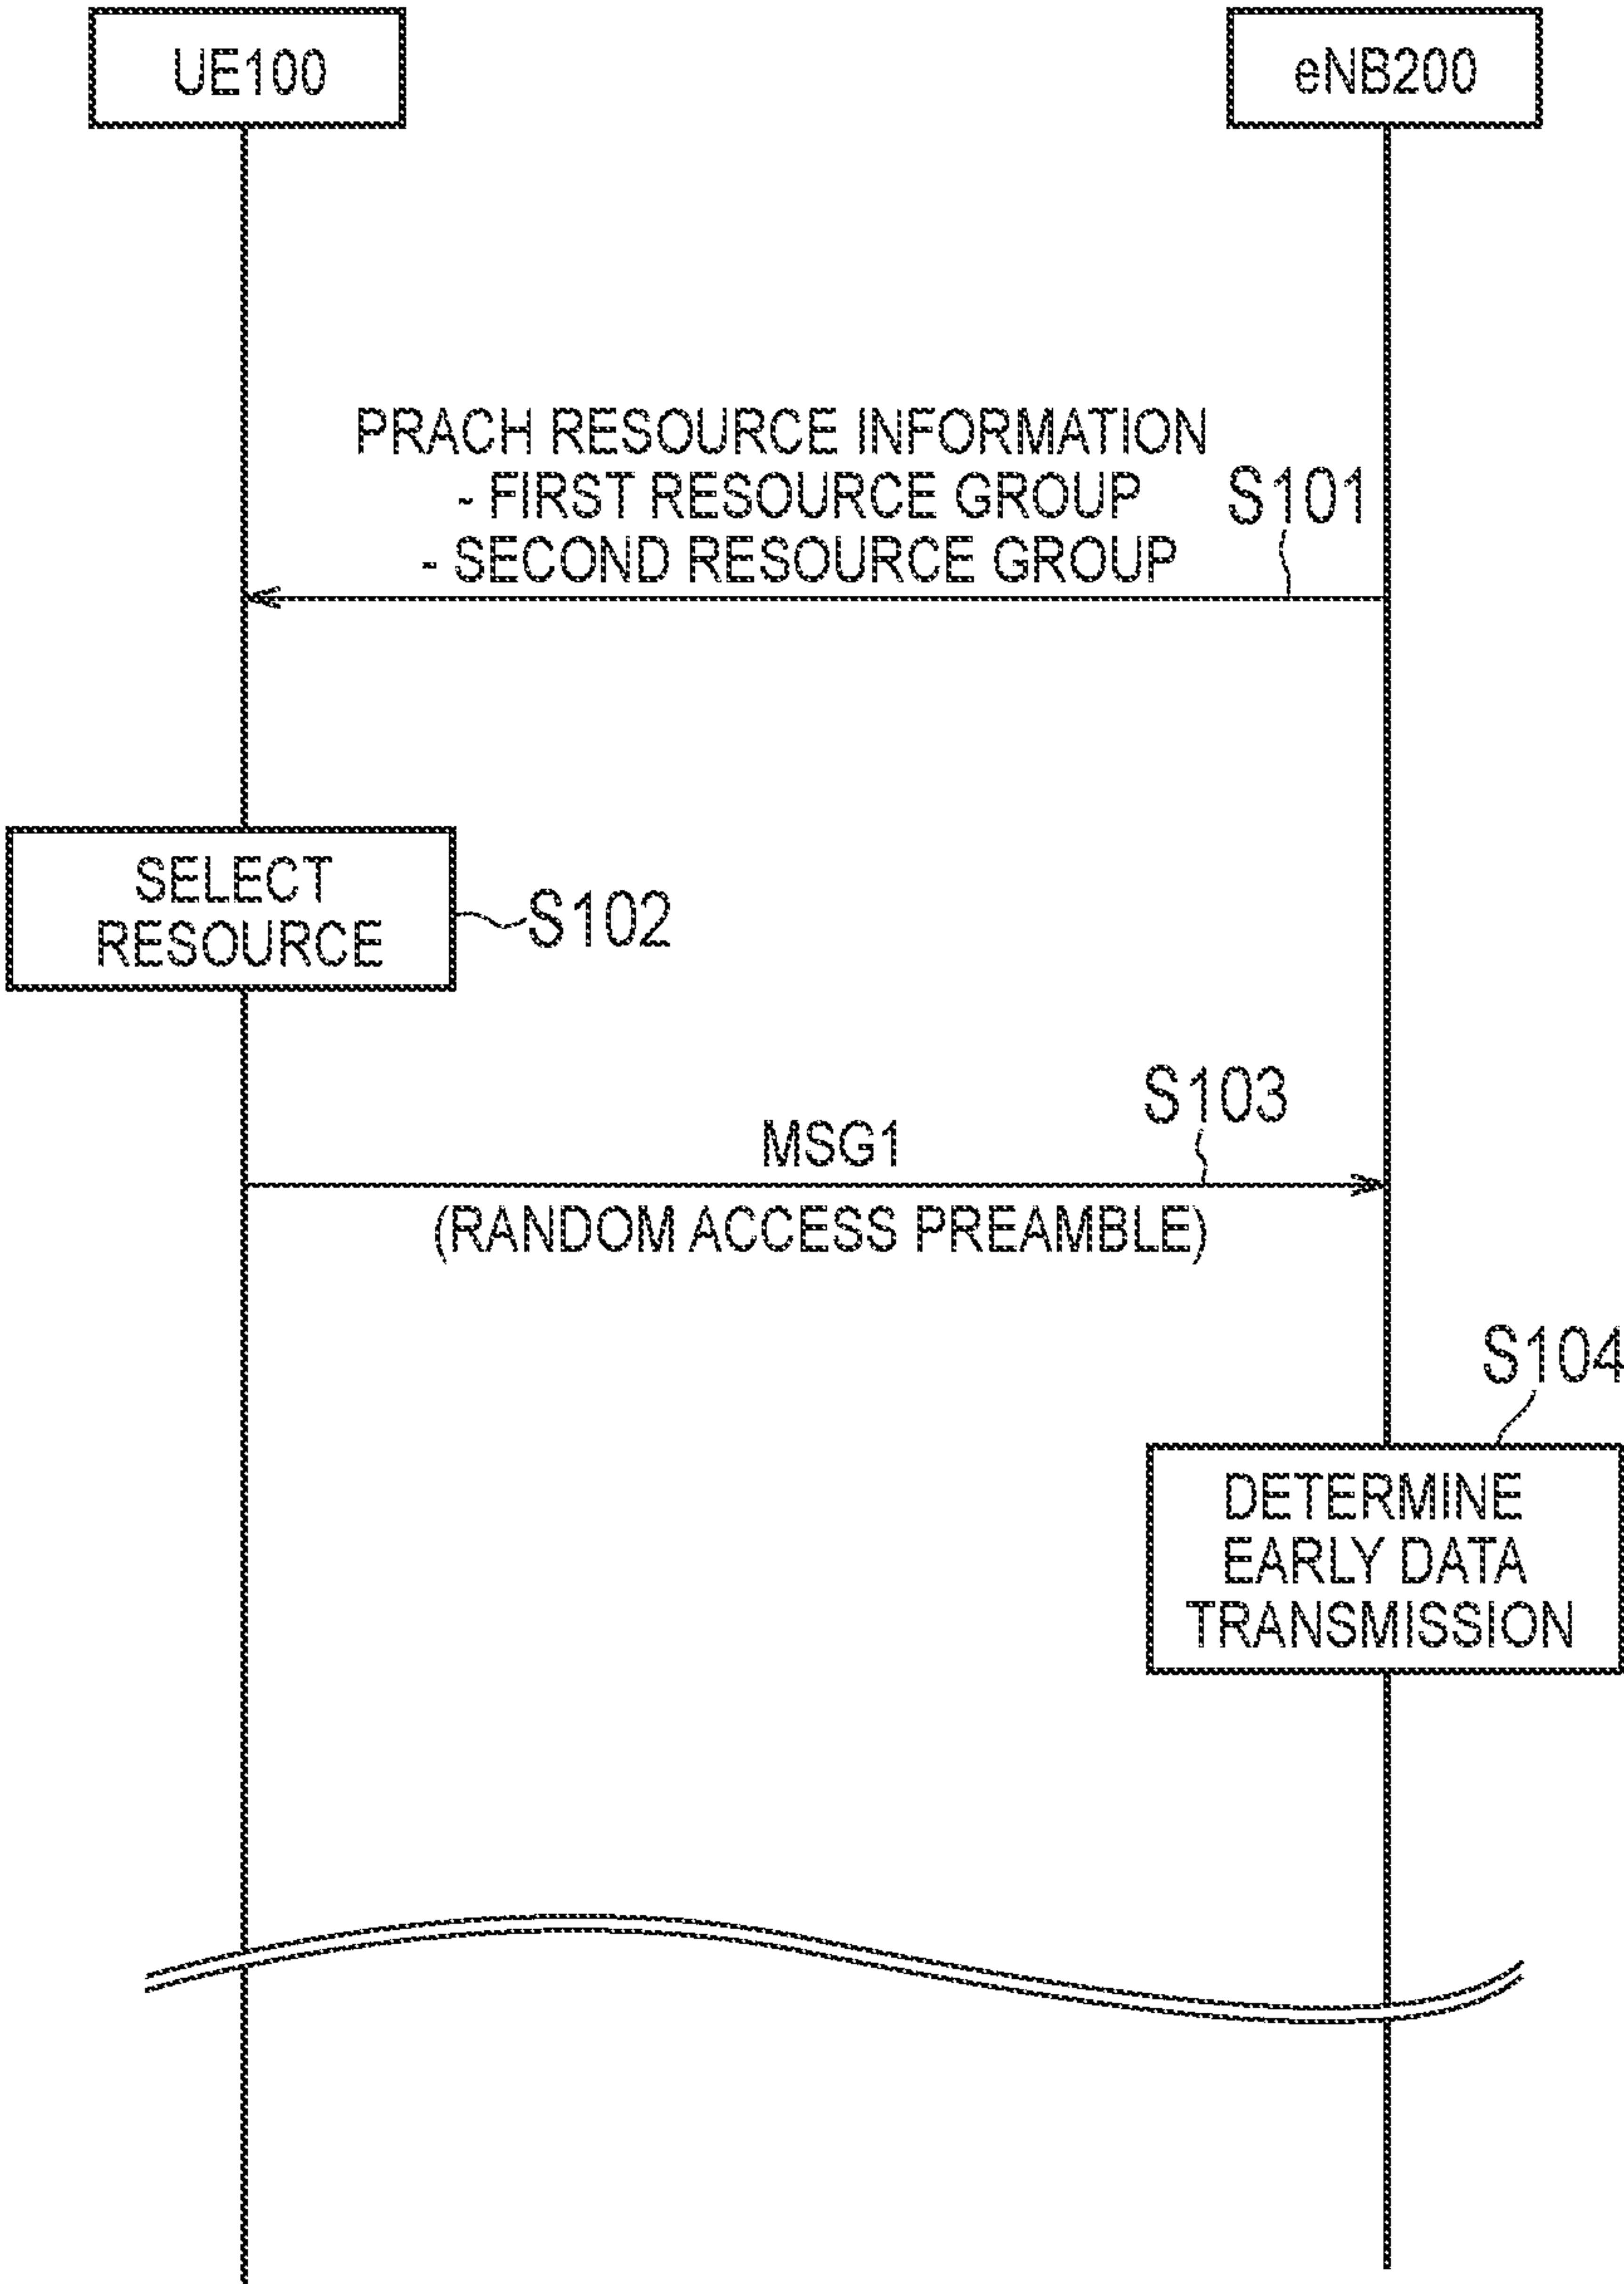 UE100
eNB200
PRACH RESOURCE INFORMATION
- FIRST RESOURCE GROUP
- SECOND RESOURCE GROUP
S101
SELECT
RESOURCE
S102
S103
MSG1
(RANDOM ACCESS PREAMBLE)
S104
DETERMINE
EARLY DATA
TRANSMISSION